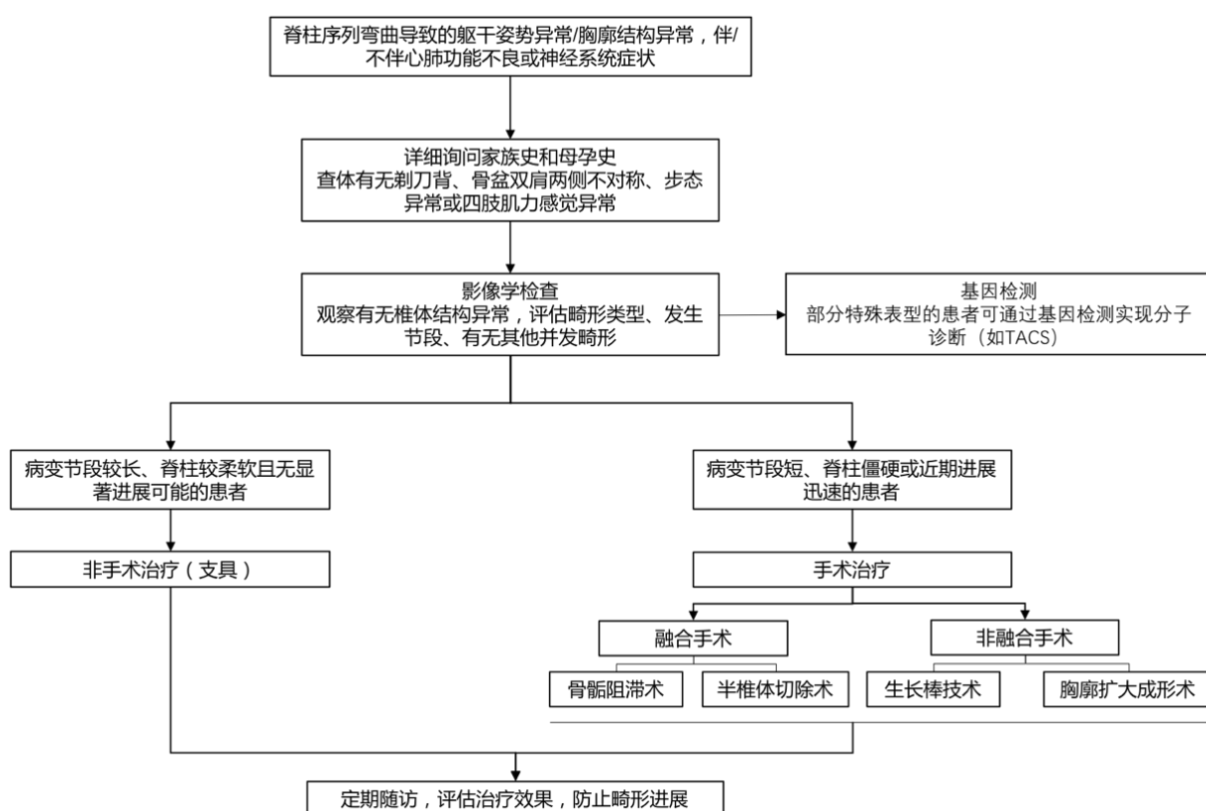 脊柱序列弯曲导致的躯干姿势异常/胸廓结构异常，伴/
不伴心肺功能不良或神经系统症状
详细询问家族史和母孕史
查体有无剃刀背、骨盆双肩两侧不对称、步态
异常或四肢肌力感觉异常
影像学检查
观察有无椎体结构异常，评估畸形类型、发生
节段、有无其他并发畸形
基因检测
部分特殊表型的患者可通过基因检测实现分子
诊断（如TACS）
病变节段较长、脊柱较柔软且无显
著进展可能的患者
病变节段短、脊柱僵硬或近期进展
迅速的患者
非手术治疗（支具）
手术治疗
融合手术
非融合手术
骨骺阻滞术
半椎体切除术
生长棒技术
胸廓扩大成形术
定期随访，评估治疗效果，防止畸形进展